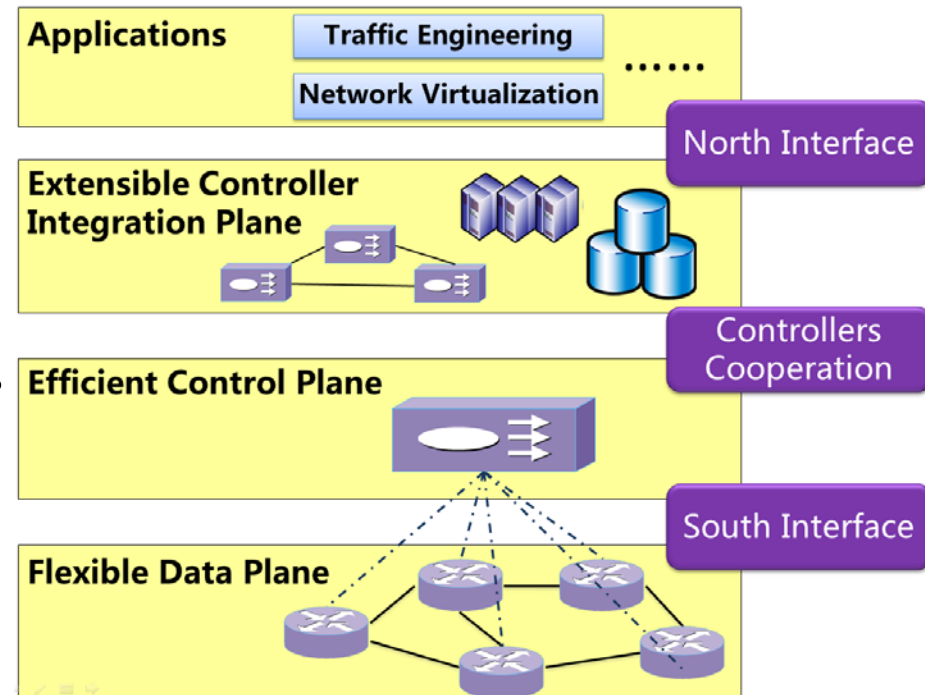 Applications
Traffic Engineering
......
Network Virtualization
North Interface
Extensible Controller
Integration Plane
Controllers
Cooperation
Efficient Control Plane
South Interface
Flexible Data Plane